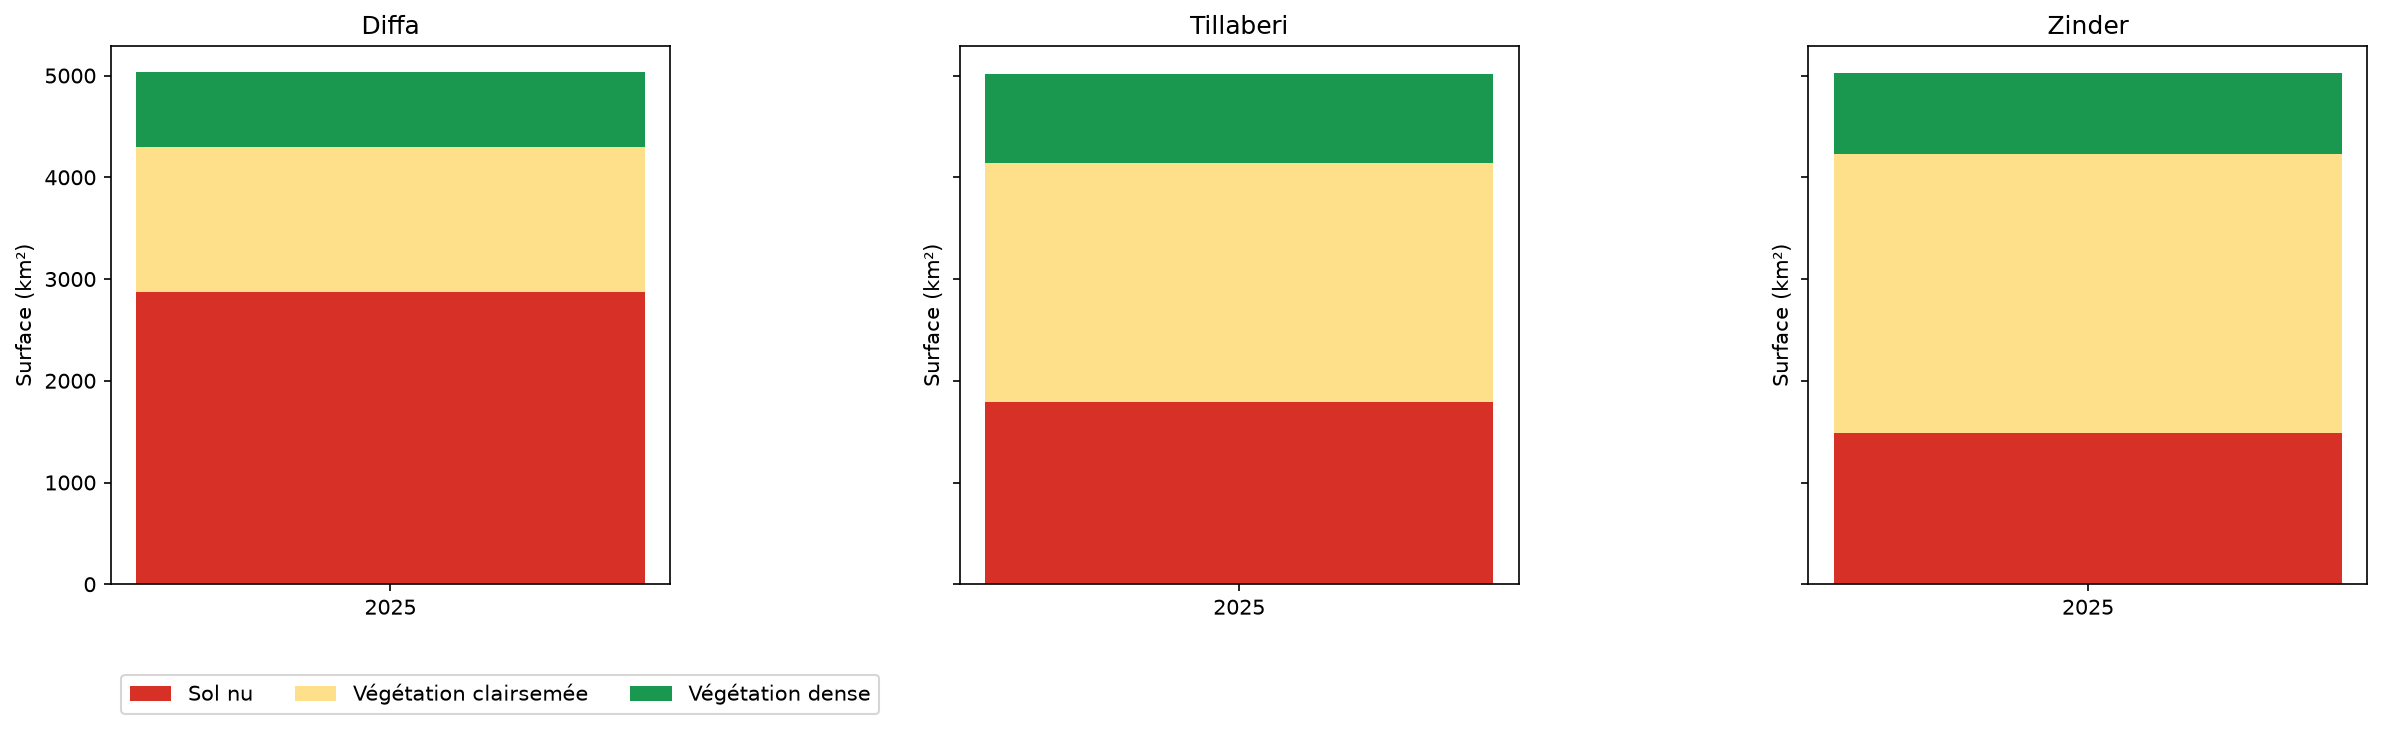 Diffa
Tillaberi
Zinder
Surface (km²)
5000
4000
3000
2000
1000
0
2025
Surface (km²)
2025
Surface (km²)
2025
Sol nu
Végétation clairsemée
Végétation dense